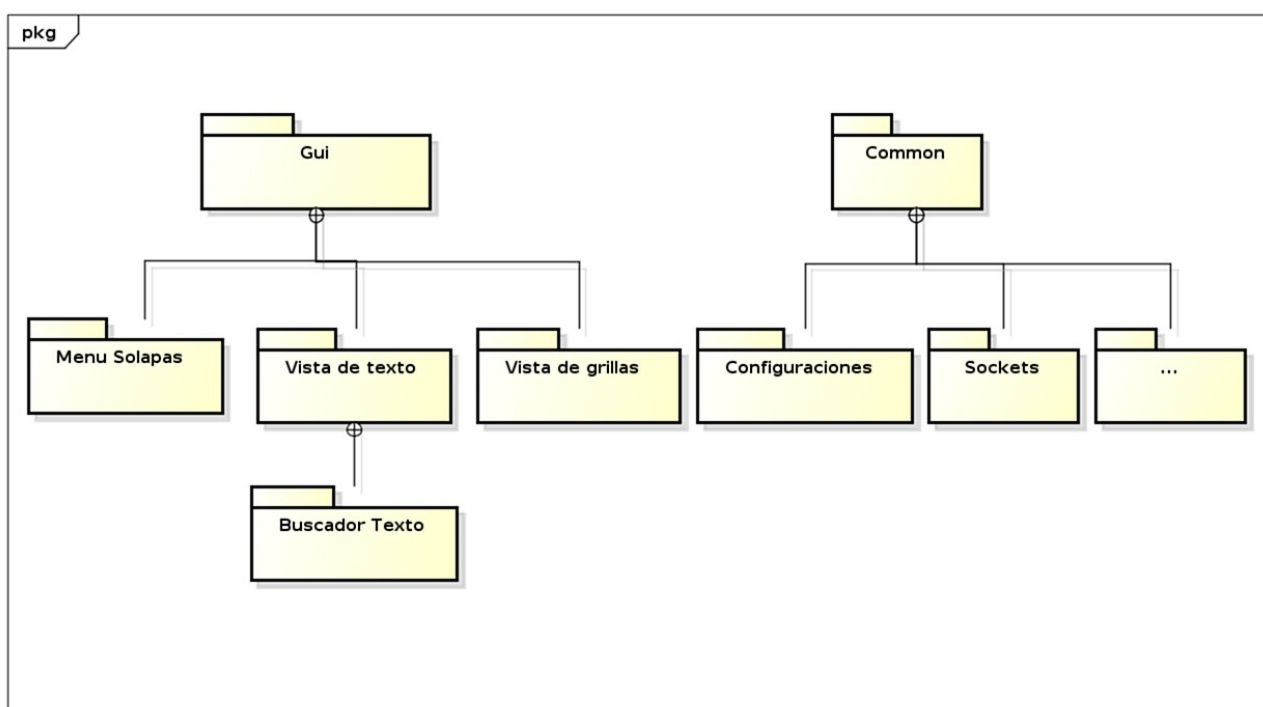 pkg
Gui
Common
Menu Solapas
Vista de texto
Vista de grillas
Configuraciones
Sockets
...
Buscador Texto